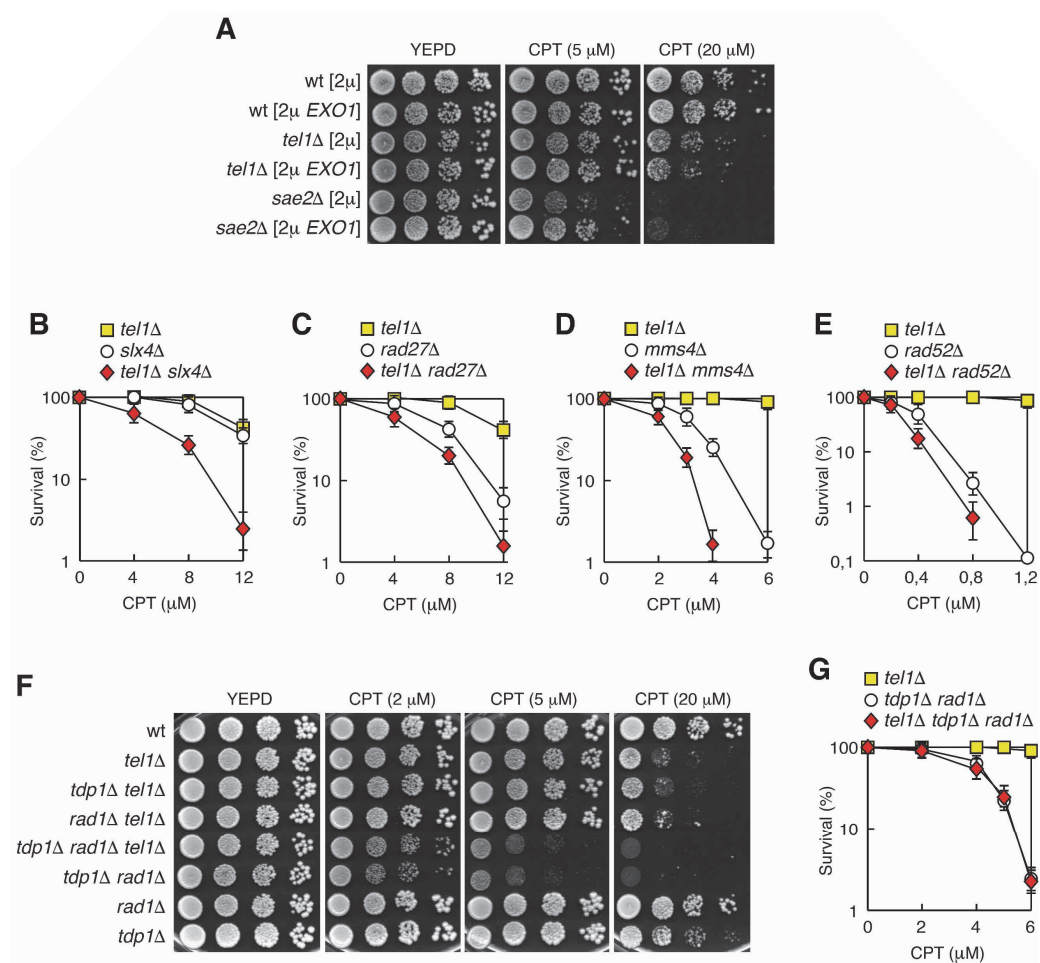 A
YEPD CPT (5 μM) CPT (20 μM)
wt [2μ]
wt [2μ EXO1]
tel1Δ [2μ]
tel1Δ [2μ EXO1]
sae2Δ [2μ]
sae2Δ [2μ EXO1]
B
tel1Δ
slx4Δ
tel1Δ slx4Δ
100
10
1
Survival (%)
0 4 8 12
CPT (μM)
C
tel1Δ
rad27Δ
tel1Δ rad27Δ
100
10
1
Survival (%)
0 4 8 12
CPT (μM)
D
tel1Δ
mms4Δ
tel1Δ mms4Δ
100
10
1
Survival (%)
0 2 4 6
CPT (μM)
E
tel1Δ
rad52Δ
tel1Δ rad52Δ
100
10
1
0,1
Survival (%)
0 0,4 0,8 1,2
CPT (μM)
F
YEPD CPT (2 μM) CPT (5 μM) CPT (20 μM)
wt
tel1Δ
tdp1Δ tel1Δ
rad1Δ tel1Δ
tdp1Δ rad1Δ tel1Δ
tdp1Δ rad1Δ
rad1Δ
tdp1Δ
G
tel1Δ
tdp1Δ rad1Δ
tel1Δ tdp1Δ rad1Δ
100
10
1
Survival (%)
0 2 4 6
CPT (μM)